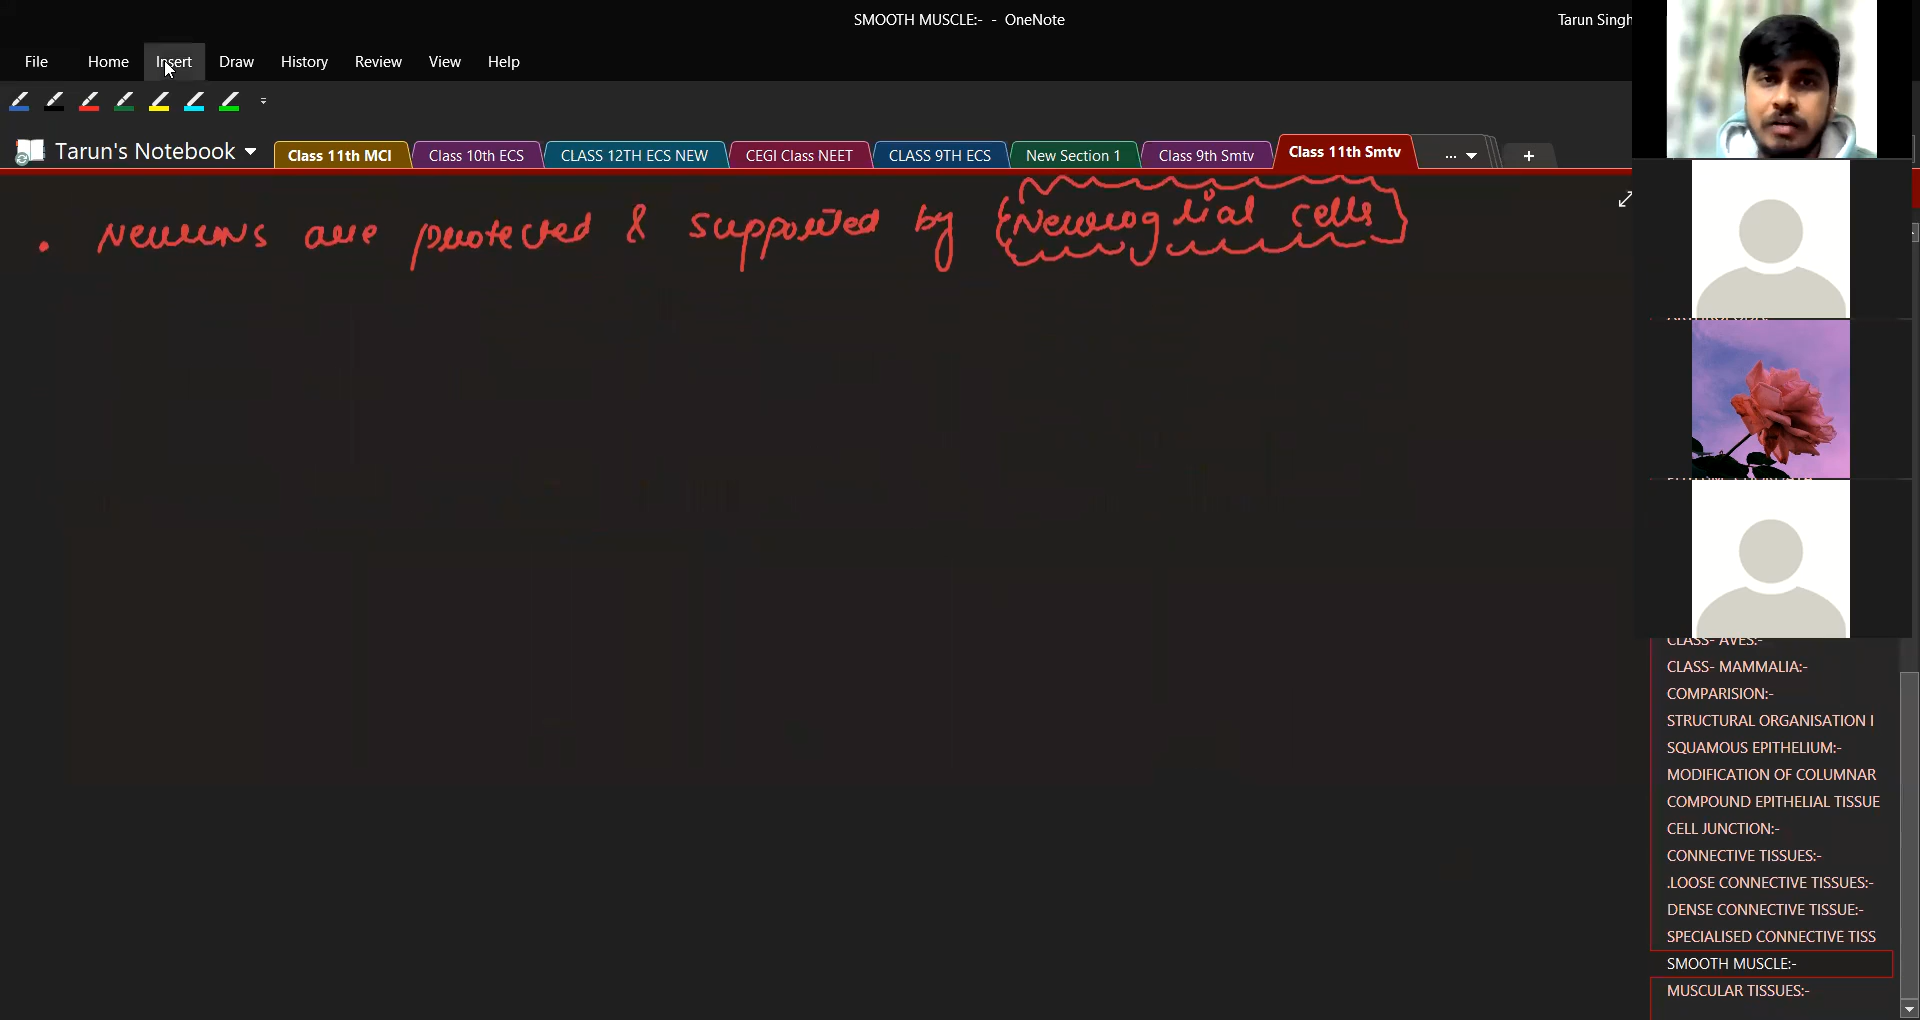 SMOOTH MUSCLE:- - OneNote
Tarun Singh
File Home Insert Draw History Review View Help
Tarun's Notebook
Class 11th MCI Class 10th ECS CLASS 12TH ECS NEW CEGI Class NEET CLASS 9TH ECS New Section 1 Class 9th Smtv Class 11th Smtv ... +
. Neurons are protected & supported by Neuroglial cells
CLASS- AVES:-
CLASS- MAMMALIA:-
COMPARISION:-
STRUCTURAL ORGANISATION I
SQUAMOUS EPITHELIUM:-
MODIFICATION OF COLUMNAR
COMPOUND EPITHELIAL TISSUE
CELL JUNCTION:-
CONNECTIVE TISSUES:-
.LOOSE CONNECTIVE TISSUES:-
DENSE CONNECTIVE TISSUE:-
SPECIALISED CONNECTIVE TISS
SMOOTH MUSCLE:-
MUSCULAR TISSUES:-